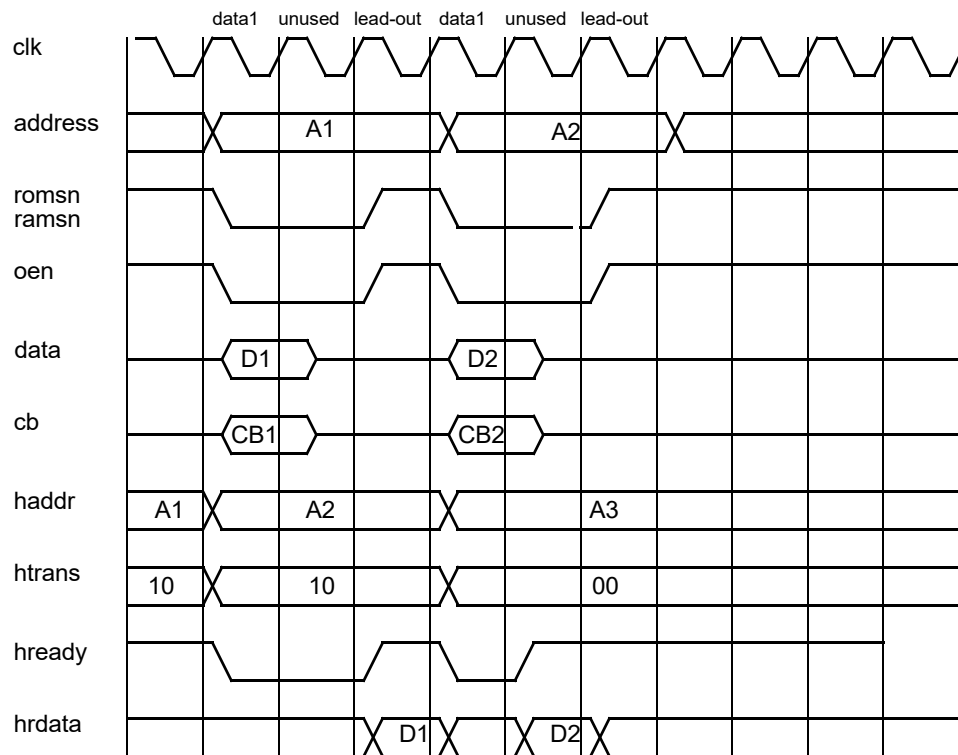 data1 unused lead-out data1 unused lead-out
clk
address A1 A2
romsn
ramsn
oen
data D1 D2
cb CB1 CB2
haddr A1 A2 A3
htrans 10 10 00
hready
hrdata D1 D2